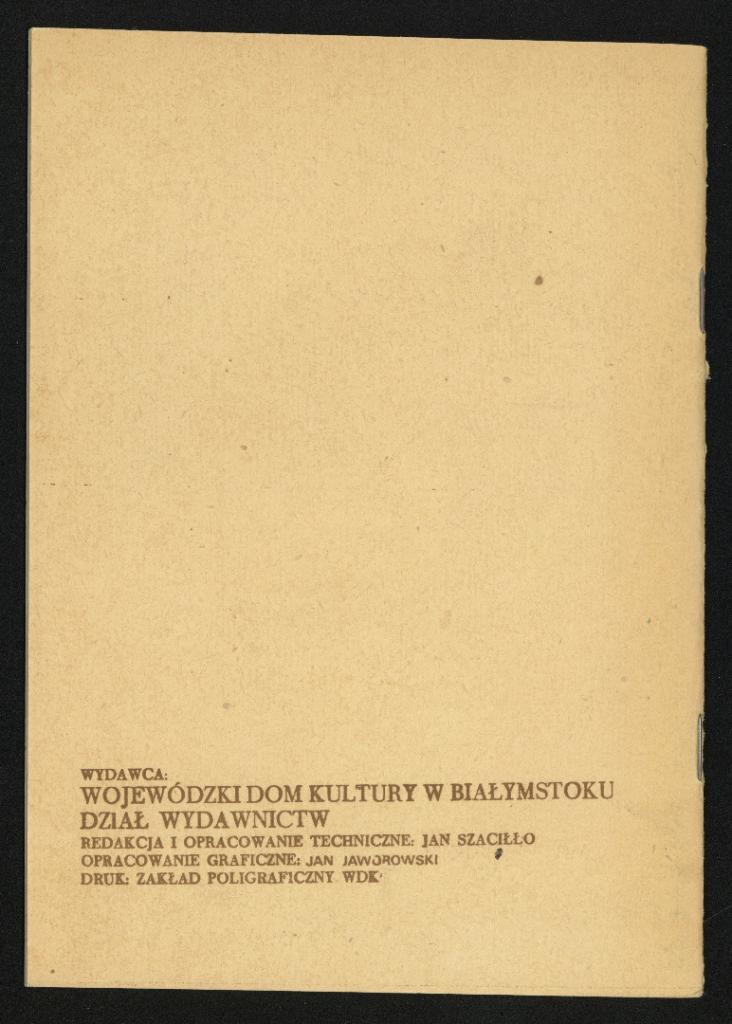 WYDAWCA:
WOJEWÓDZKI DOM KULTURY W BIAŁYMSTOKU
DZIAŁ WYDAWNICTW
REDAKCJA I OPRACOWANIE TECHNICZNE: JAN SZACIŁŁO
OPRACOWANIE GRAFICZNE: JAN JAWOROWSKI
DRUK: ZAKŁAD POLIGRAFICZNY WDK